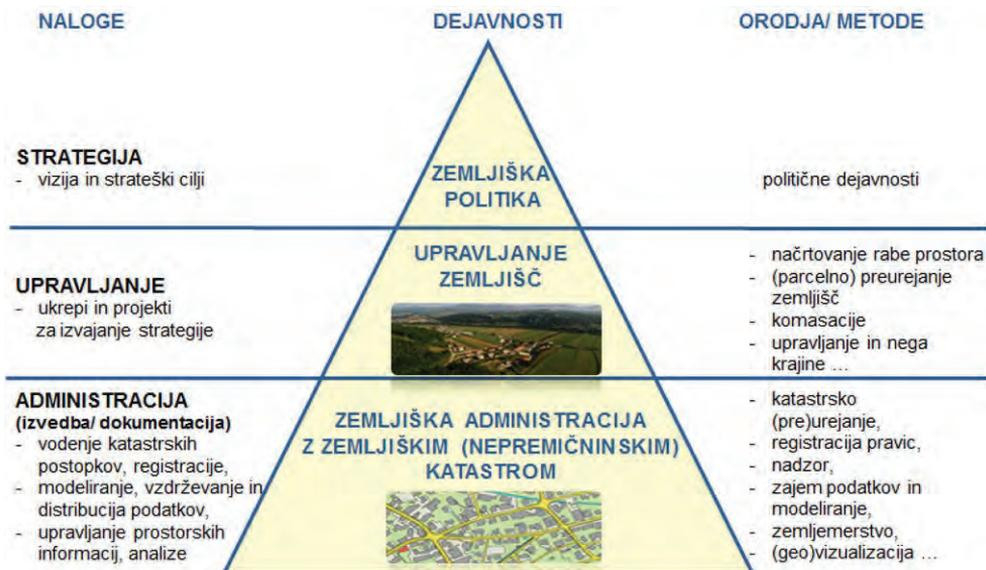 NALOGE
DEJAVNOSTI
ORODJA/ METODE
STRATEGIJA
- vizija in strateški cilji
ZEMLJIŠKA
POLITIKA
politične dejavnosti
UPRAVLJANJE
- ukrepi in projekti
za izvajanje strategije
UPRAVLJANJE
ZEMLJIŠČ
- načrtovanje rabe prostora
- (parcelno) preurejanje
zemljišč
- komasacije
- upravljanje in nega
krajine ...
ADMINISTRACIJA
(izvedba/ dokumentacija)
- vodenje katastrskih
postopkov, registracije,
- modeliranje, vzdrževanje in
distribucija podatkov,
- upravljanje prostorskih
informacij, analize
ZEMLJIŠKA ADMINISTRACIJA
Z ZEMLJIŠKIM (NEPREMIČNINSKIM)
KATASTROM
- katastrsko
(pre)urejanje,
- registracija pravic,
- nadzor,
- zajem podatkov in
modeliranje,
- zemljemerstvo,
- (geo)vizualizacija ...